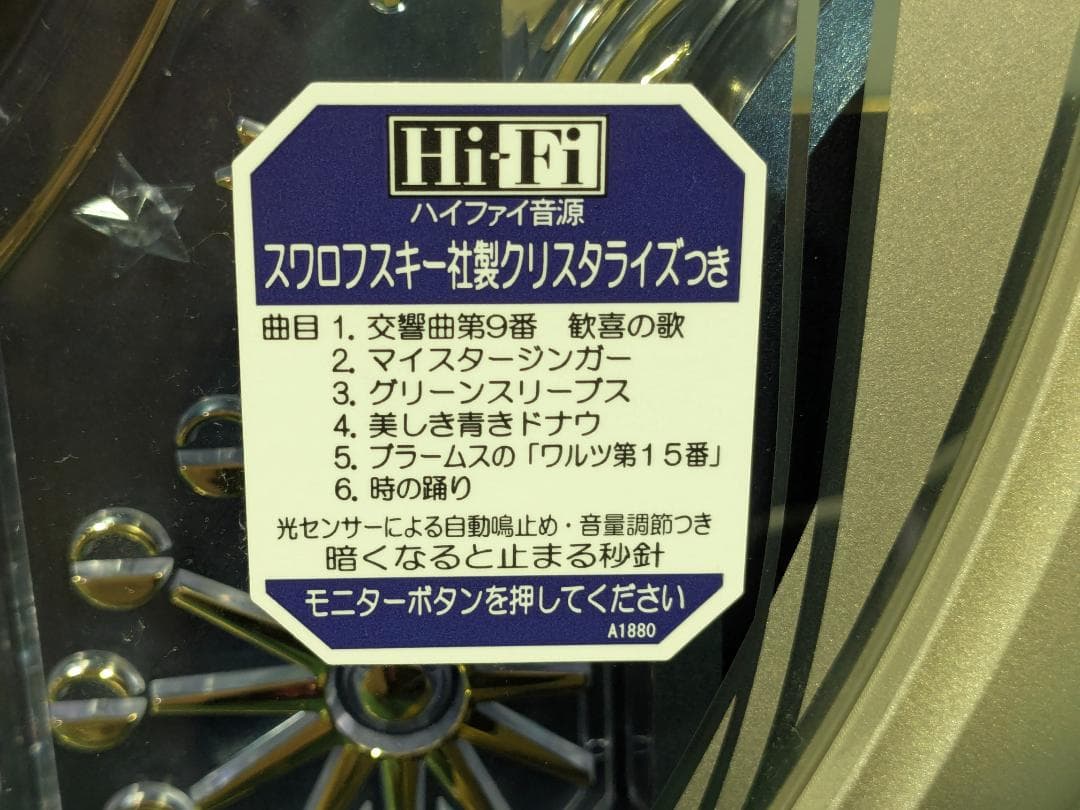 Hi-Fi
ハイファイ音源
スワロフスキー社製クリスタライズつき
曲目 1. 交響曲第9番　歓喜の歌
2. マイスタージンガー
3. グリーンスリーブス
4. 美しき青きドナウ
5. ブラームスの「ワルツ第15番」
6. 時の踊り
光センサーによる自動鳴止め・音量調節つき
暗くなると止まる秒針
モニターボタンを押してください
A1880